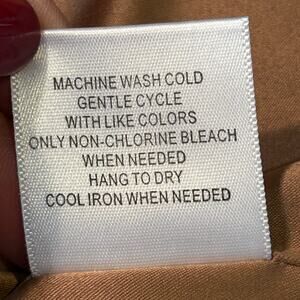 MACHINE WASH COLD
GENTLE CYCLE
WITH LIKE COLORS
ONLY NON-CHLORINE BLEACH
WHEN NEEDED
HANG TO DRY
COOL IRON WHEN NEEDED